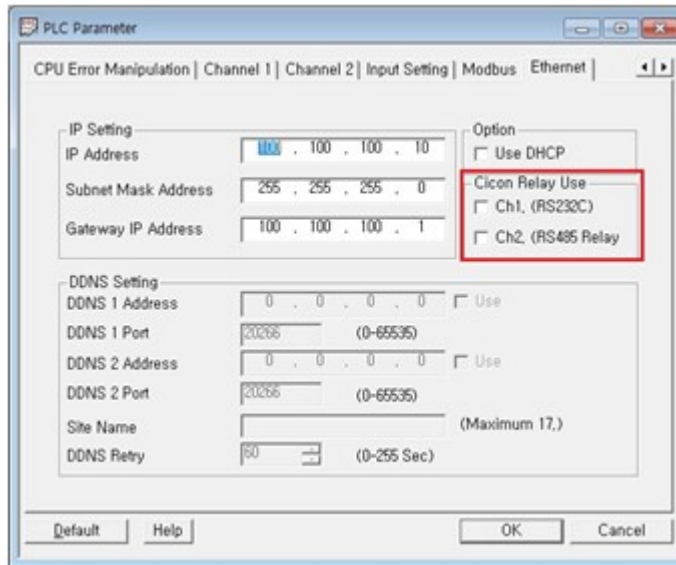 PLC Parameter
CPU Error Manipulation | Channel 1 | Channel 2 | Input Setting | Modbus Ethernet |
IP Setting
IP Address 100 . 100 . 100 . 10
Subnet Mask Address 255 . 255 . 255 . 0
Gateway IP Address 100 . 100 . 100 . 1
Option
Use DHCP
Cicon Relay Use
Ch1, (RS232C)
Ch2, (RS485 Relay
DDNS Setting
DDNS 1 Address 0 . 0 . 0 . 0 Use
DDNS 1 Port 20266 (0-65535)
DDNS 2 Address 0 . 0 . 0 . 0 Use
DDNS 2 Port 20266 (0-65535)
Site Name (Maximum 17,)
DDNS Retry 60 (0-255 Sec)
Default Help OK Cancel